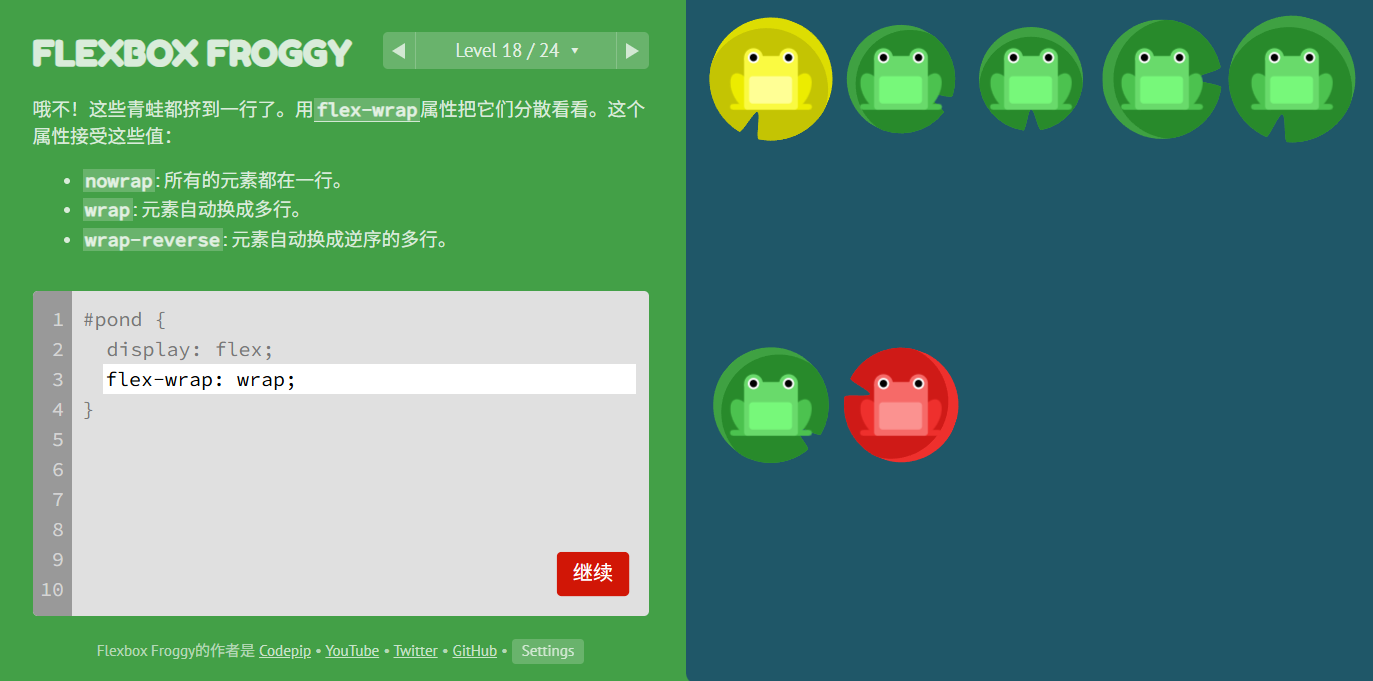 FLEXBOX FROGGY
◀ Level 18 / 24 ▼ ▶
哦不！这些青蛙都挤到一行了。用flex-wrap属性把它们分散看看。这个
属性接受这些值：
• nowrap: 所有的元素都在一行。
• wrap: 元素自动换成多行。
• wrap-reverse: 元素自动换成逆序的多行。
1 #pond {
2 display: flex;
3 flex-wrap: wrap;
4 }
5
6
7
8
9
10
继续
Flexbox Froggy的作者是 Codepip • YouTube • Twitter • GitHub • Settings